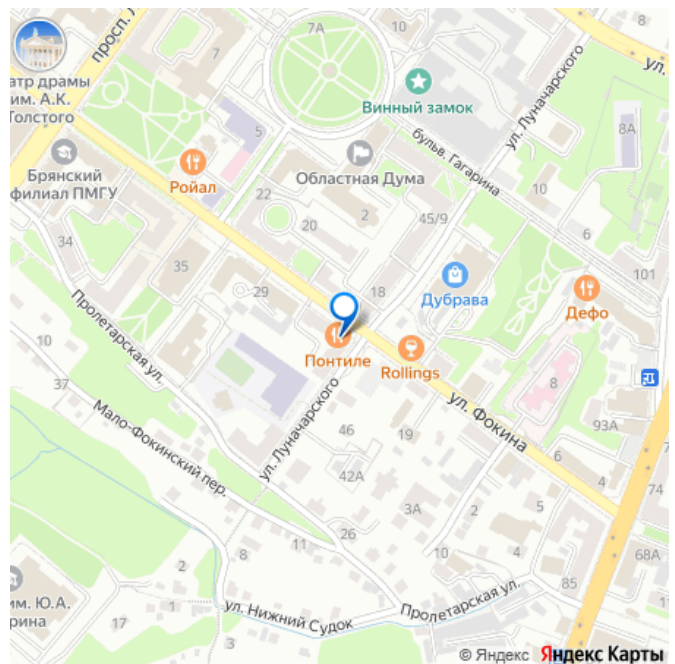 просп. Л
7А
ул.
атр драмы
им. А.К.
Толстого
7
Винный замок
ул. Луначарского
8А
5
бульв. Гагарина
Брянский
филиал ПМГУ
Ройал
Областная Дума
10
22
2
20
45/9
6
34
35
101
Пролетарская ул.
29
18
Дубрава
Дефо
10
Понтиле
Rollings
37
8
ул. Фокина
Мало-Фокинский пер.
ул. Луначарского
46
19
93А
6
42А
4
74
26
3А
2
11
8
10
4
5
68А
2
85
им. Ю.А.
рина
17
ул. Нижний Судок
Пролетарская ул.
3
© Яндекс Яндекс Карты